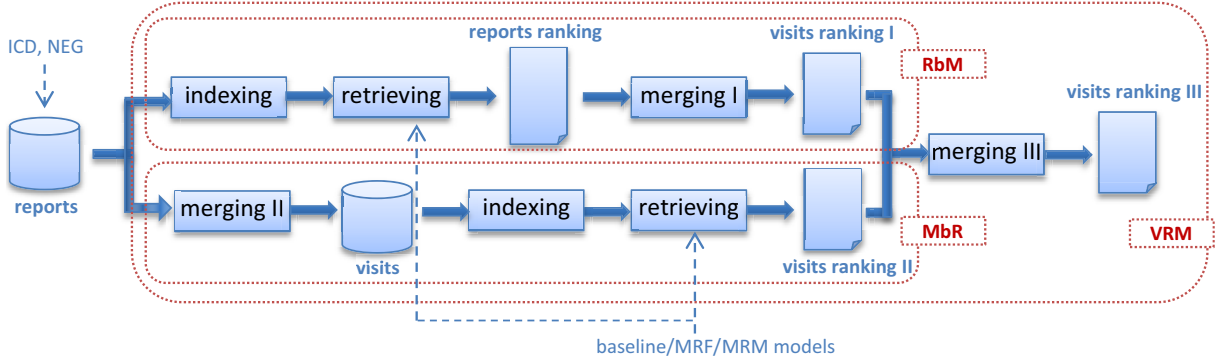 ICD, NEG
reports
indexing
retrieving
reports ranking
merging I
visits ranking I
RbM
merging II
visits
indexing
retrieving
visits ranking II
MbR
merging III
visits ranking III
VRM
baseline/MRF/MRM models